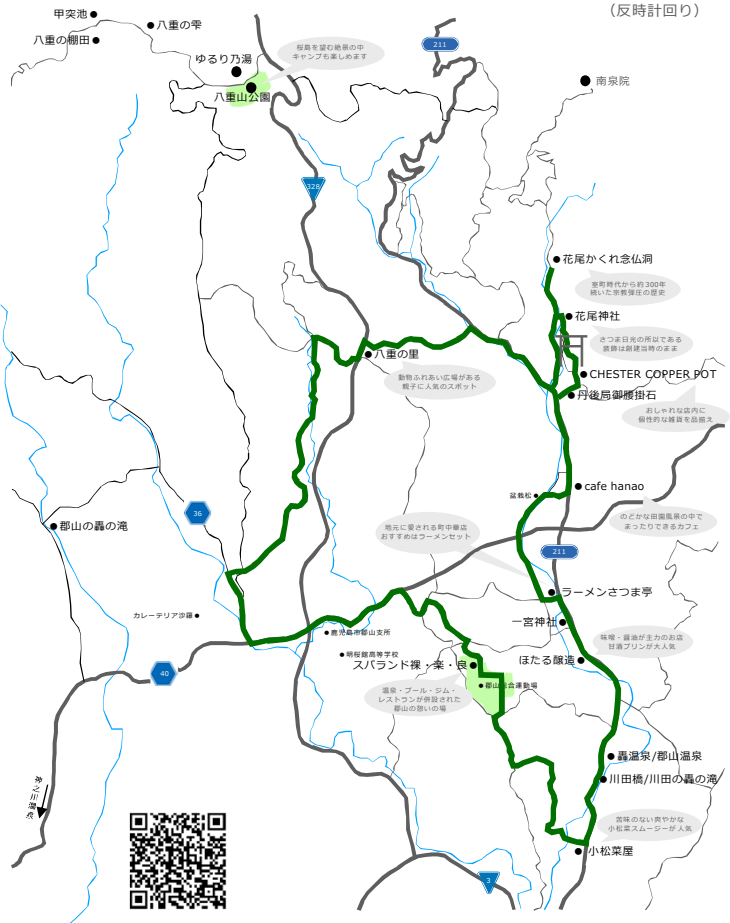 （反時計回り）
甲突池
八重の雫
八重の棚田
ゆるり乃湯
桜島を望む絶景の中
キャンプも楽しめます
八重山公園
211
南泉院
328
花尾かくれ念仏洞
室町時代から約300年
続いた宗教弾圧の歴史
花尾神社
さつま日光の所以である
装飾は創建当時のまま
八重の里
動物ふれあい広場がある
親子に人気のスポット
CHESTER COPPER POT
丹後局御腰掛石
おしゃれな店内に
個性的な雑貨を品揃え
cafe hanao
盆栽松
のどかな田園風景の中で
まったりできるカフェ
36
郡山の轟の滝
地元に愛される町中華店
おすすめはラーメンセット
211
ラーメンさつま亭
カレーテリア沙羅
一宮神社
鹿児島市郡山支所
味噌・醤油が主力のお店
甘酒プリンが大人気
明桜館高等学校
スパランド裸・楽・良
ほたる醸造
40
郡山総合運動場
温泉・プール・ジム・
レストランが併設された
郡山の憩いの場
轟温泉/郡山温泉
川田橋/川田の轟の滝
苦味のない爽やかな
小松菜スムージーが人気
小松菜屋
3